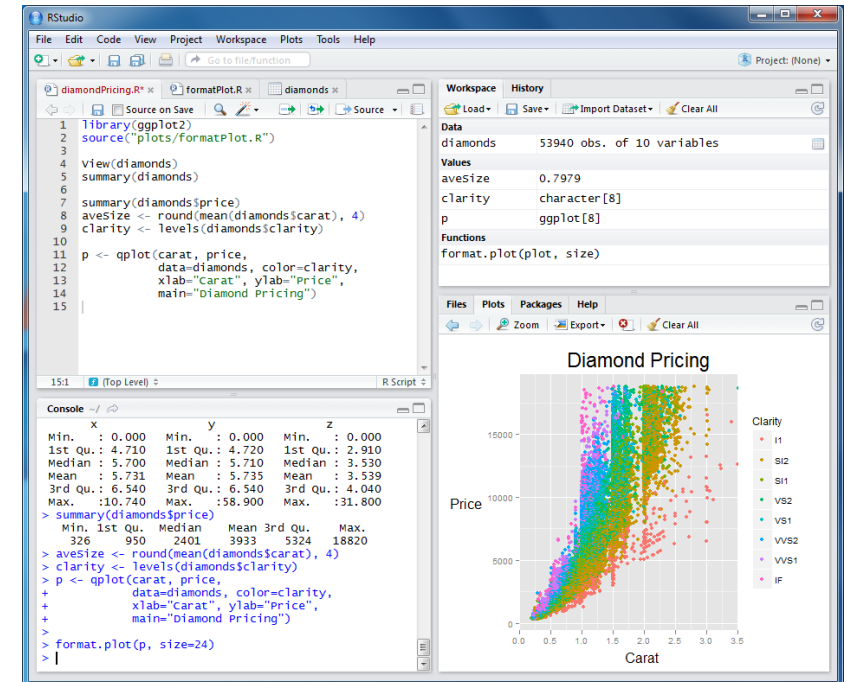 RStudio
File Edit Code View Project Workspace Plots Tools Help
Go to file/function
Project: (None)
diamondPricing.R* formatPlot.R diamonds
Source on Save Source
1 library(ggplot2)
2 source("plots/formatPlot.R")
3
4 View(diamonds)
5 summary(diamonds)
6
7 summary(diamonds$price)
8 aveSize <- round(mean(diamonds$carat), 4)
9 clarity <- levels(diamonds$clarity)
10
11 p <- qplot(carat, price,
12 data=diamonds, color=clarity,
13 xlab="Carat", ylab="Price",
14 main="Diamond Pricing")
15
15:1 (Top Level) R Script
Console ~/
x y z
Min. : 0.000 Min. : 0.000 Min. : 0.000
1st Qu.: 4.710 1st Qu.: 4.720 1st Qu.: 2.910
Median : 5.700 Median : 5.710 Median : 3.530
Mean : 5.731 Mean : 5.735 Mean : 3.539
3rd Qu.: 6.540 3rd Qu.: 6.540 3rd Qu.: 4.040
Max. :10.740 Max. :58.900 Max. :31.800
> summary(diamonds$price)
Min. 1st Qu. Median Mean 3rd Qu. Max.
326 950 2401 3933 5324 18820
> aveSize <- round(mean(diamonds$carat), 4)
> clarity <- levels(diamonds$clarity)
> p <- qplot(carat, price,
+ data=diamonds, color=clarity,
+ xlab="Carat", ylab="Price",
+ main="Diamond Pricing")
>
> format.plot(p, size=24)
>
Workspace History
Load Save Import Dataset Clear All
Data
diamonds 53940 obs. of 10 variables
Values
aveSize 0.7979
clarity character[8]
p ggplot[8]
Functions
format.plot(plot, size)
Files Plots Packages Help
Zoom Export Clear All
Diamond Pricing
Price
15000
10000
5000
0
0.0 0.5 1.0 1.5 2.0 2.5 3.0 3.5
Carat
Clarity
I1
SI2
SI1
VS2
VS1
VVS2
VVS1
IF